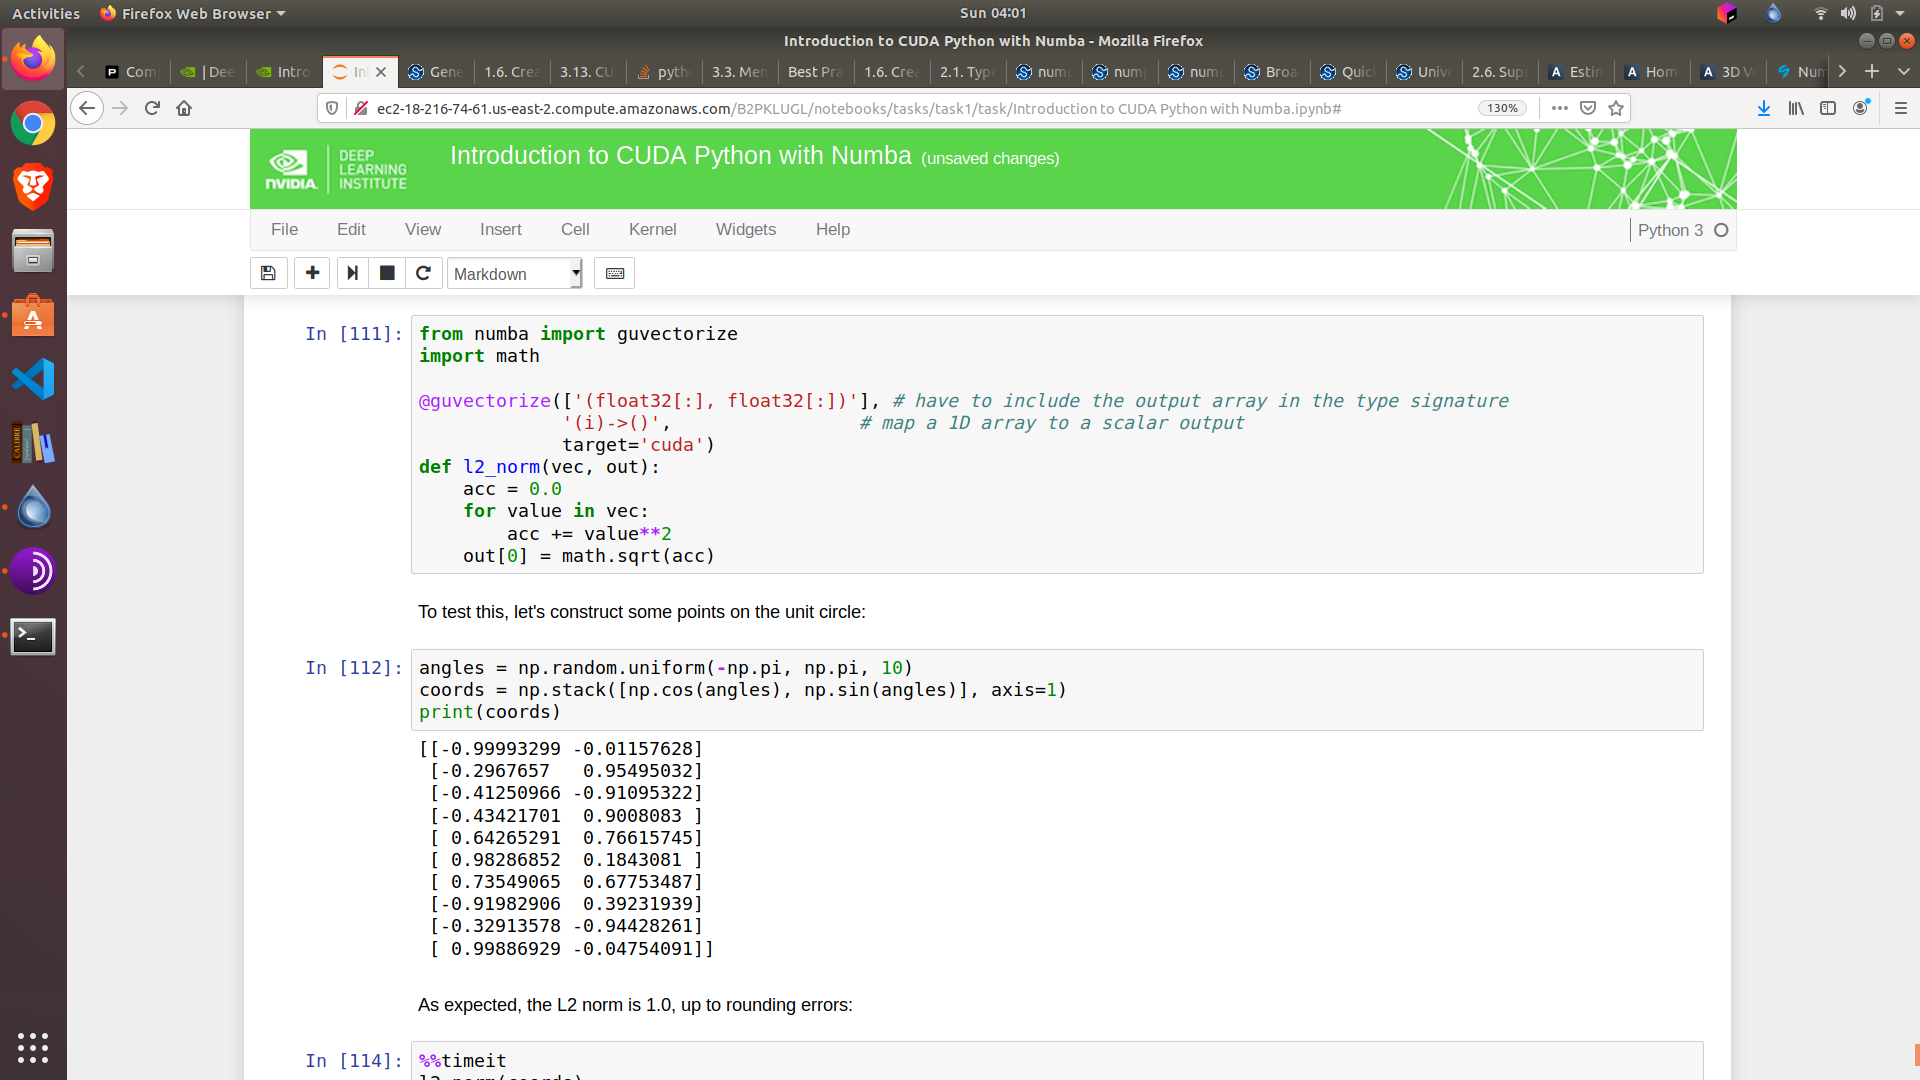 Activities Firefox Web Browser Sun 04:01
Introduction to CUDA Python with Numba - Mozilla Firefox
Com | Dee Intro In Gene 1.6. Crea 3.13. CU pyth 3.3. Mem Best Pra 1.6. Crea 2.1. Type num num num Broa Quic Univ 2.6. Sup Estim Hom 3D V Num
ec2-18-216-74-61.us-east-2.compute.amazonaws.com/B2PKLUGL/notebooks/tasks/task1/task/Introduction to CUDA Python with Numba.ipynb# 130%
NVIDIA. DEEP LEARNING INSTITUTE
Introduction to CUDA Python with Numba (unsaved changes)
File Edit View Insert Cell Kernel Widgets Help Python 3
Markdown
In [111]: from numba import guvectorize
import math
@guvectorize(['(float32[:], float32[:])'], # have to include the output array in the type signature
'(i)->()', # map a 1D array to a scalar output
target='cuda')
def l2_norm(vec, out):
acc = 0.0
for value in vec:
acc += value**2
out[0] = math.sqrt(acc)
To test this, let's construct some points on the unit circle:
In [112]: angles = np.random.uniform(-np.pi, np.pi, 10)
coords = np.stack([np.cos(angles), np.sin(angles)], axis=1)
print(coords)
[[-0.99993299 -0.01157628]
[-0.2967657 0.95495032]
[-0.41250966 -0.91095322]
[-0.43421701 0.9008083 ]
[ 0.64265291 0.76615745]
[ 0.98286852 0.1843081 ]
[ 0.73549065 0.67753487]
[-0.91982906 0.39231939]
[-0.32913578 -0.94428261]
[ 0.99886929 -0.04754091]]
As expected, the L2 norm is 1.0, up to rounding errors:
In [114]: %%timeit
l2_norm(coords)